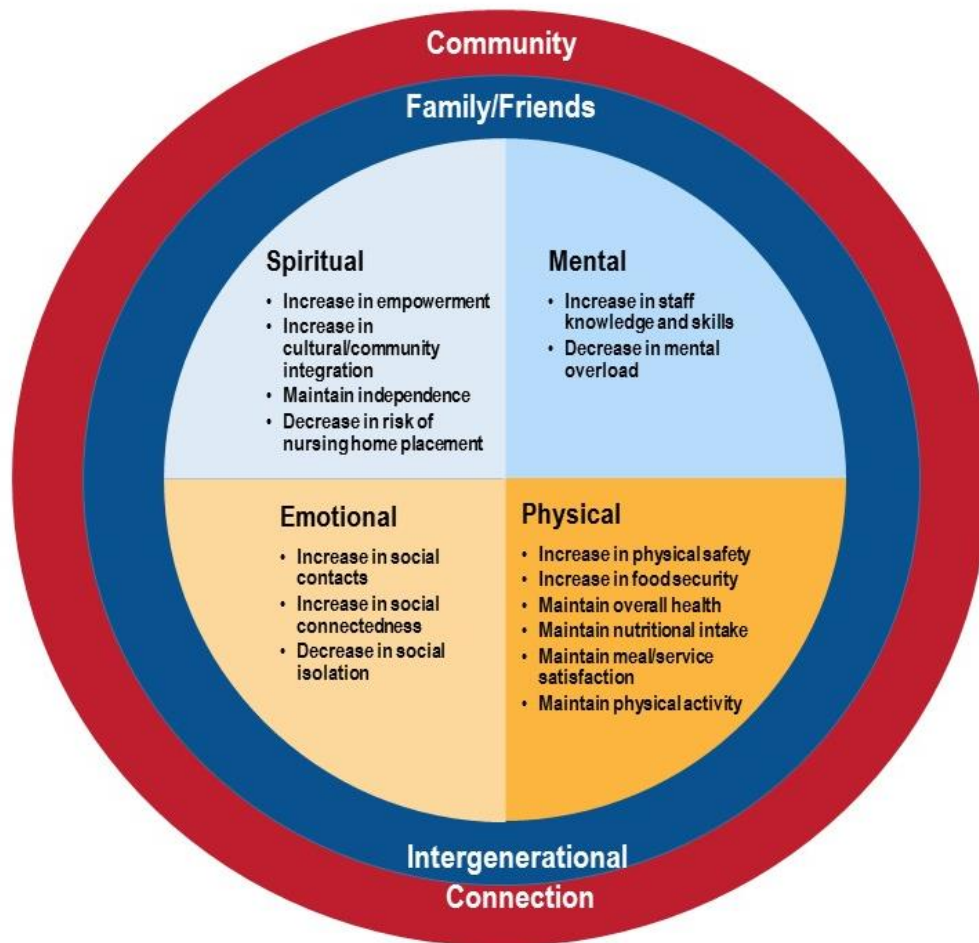 Community
Family/Friends
Spiritual
• Increase in empowerment
• Increase in
cultural/community
integration
• Maintain independence
• Decrease in risk of
nursing home placement
Mental
• Increase in staff
knowledge and skills
• Decrease in mental
overload
Emotional
• Increase in social
contacts
• Increase in social
connectedness
• Decrease in social
isolation
Physical
• Increase in physical safety
• Increase in food security
• Maintain overall health
• Maintain nutritional intake
• Maintain meal/service
satisfaction
• Maintain physical activity
Intergenerational
Connection